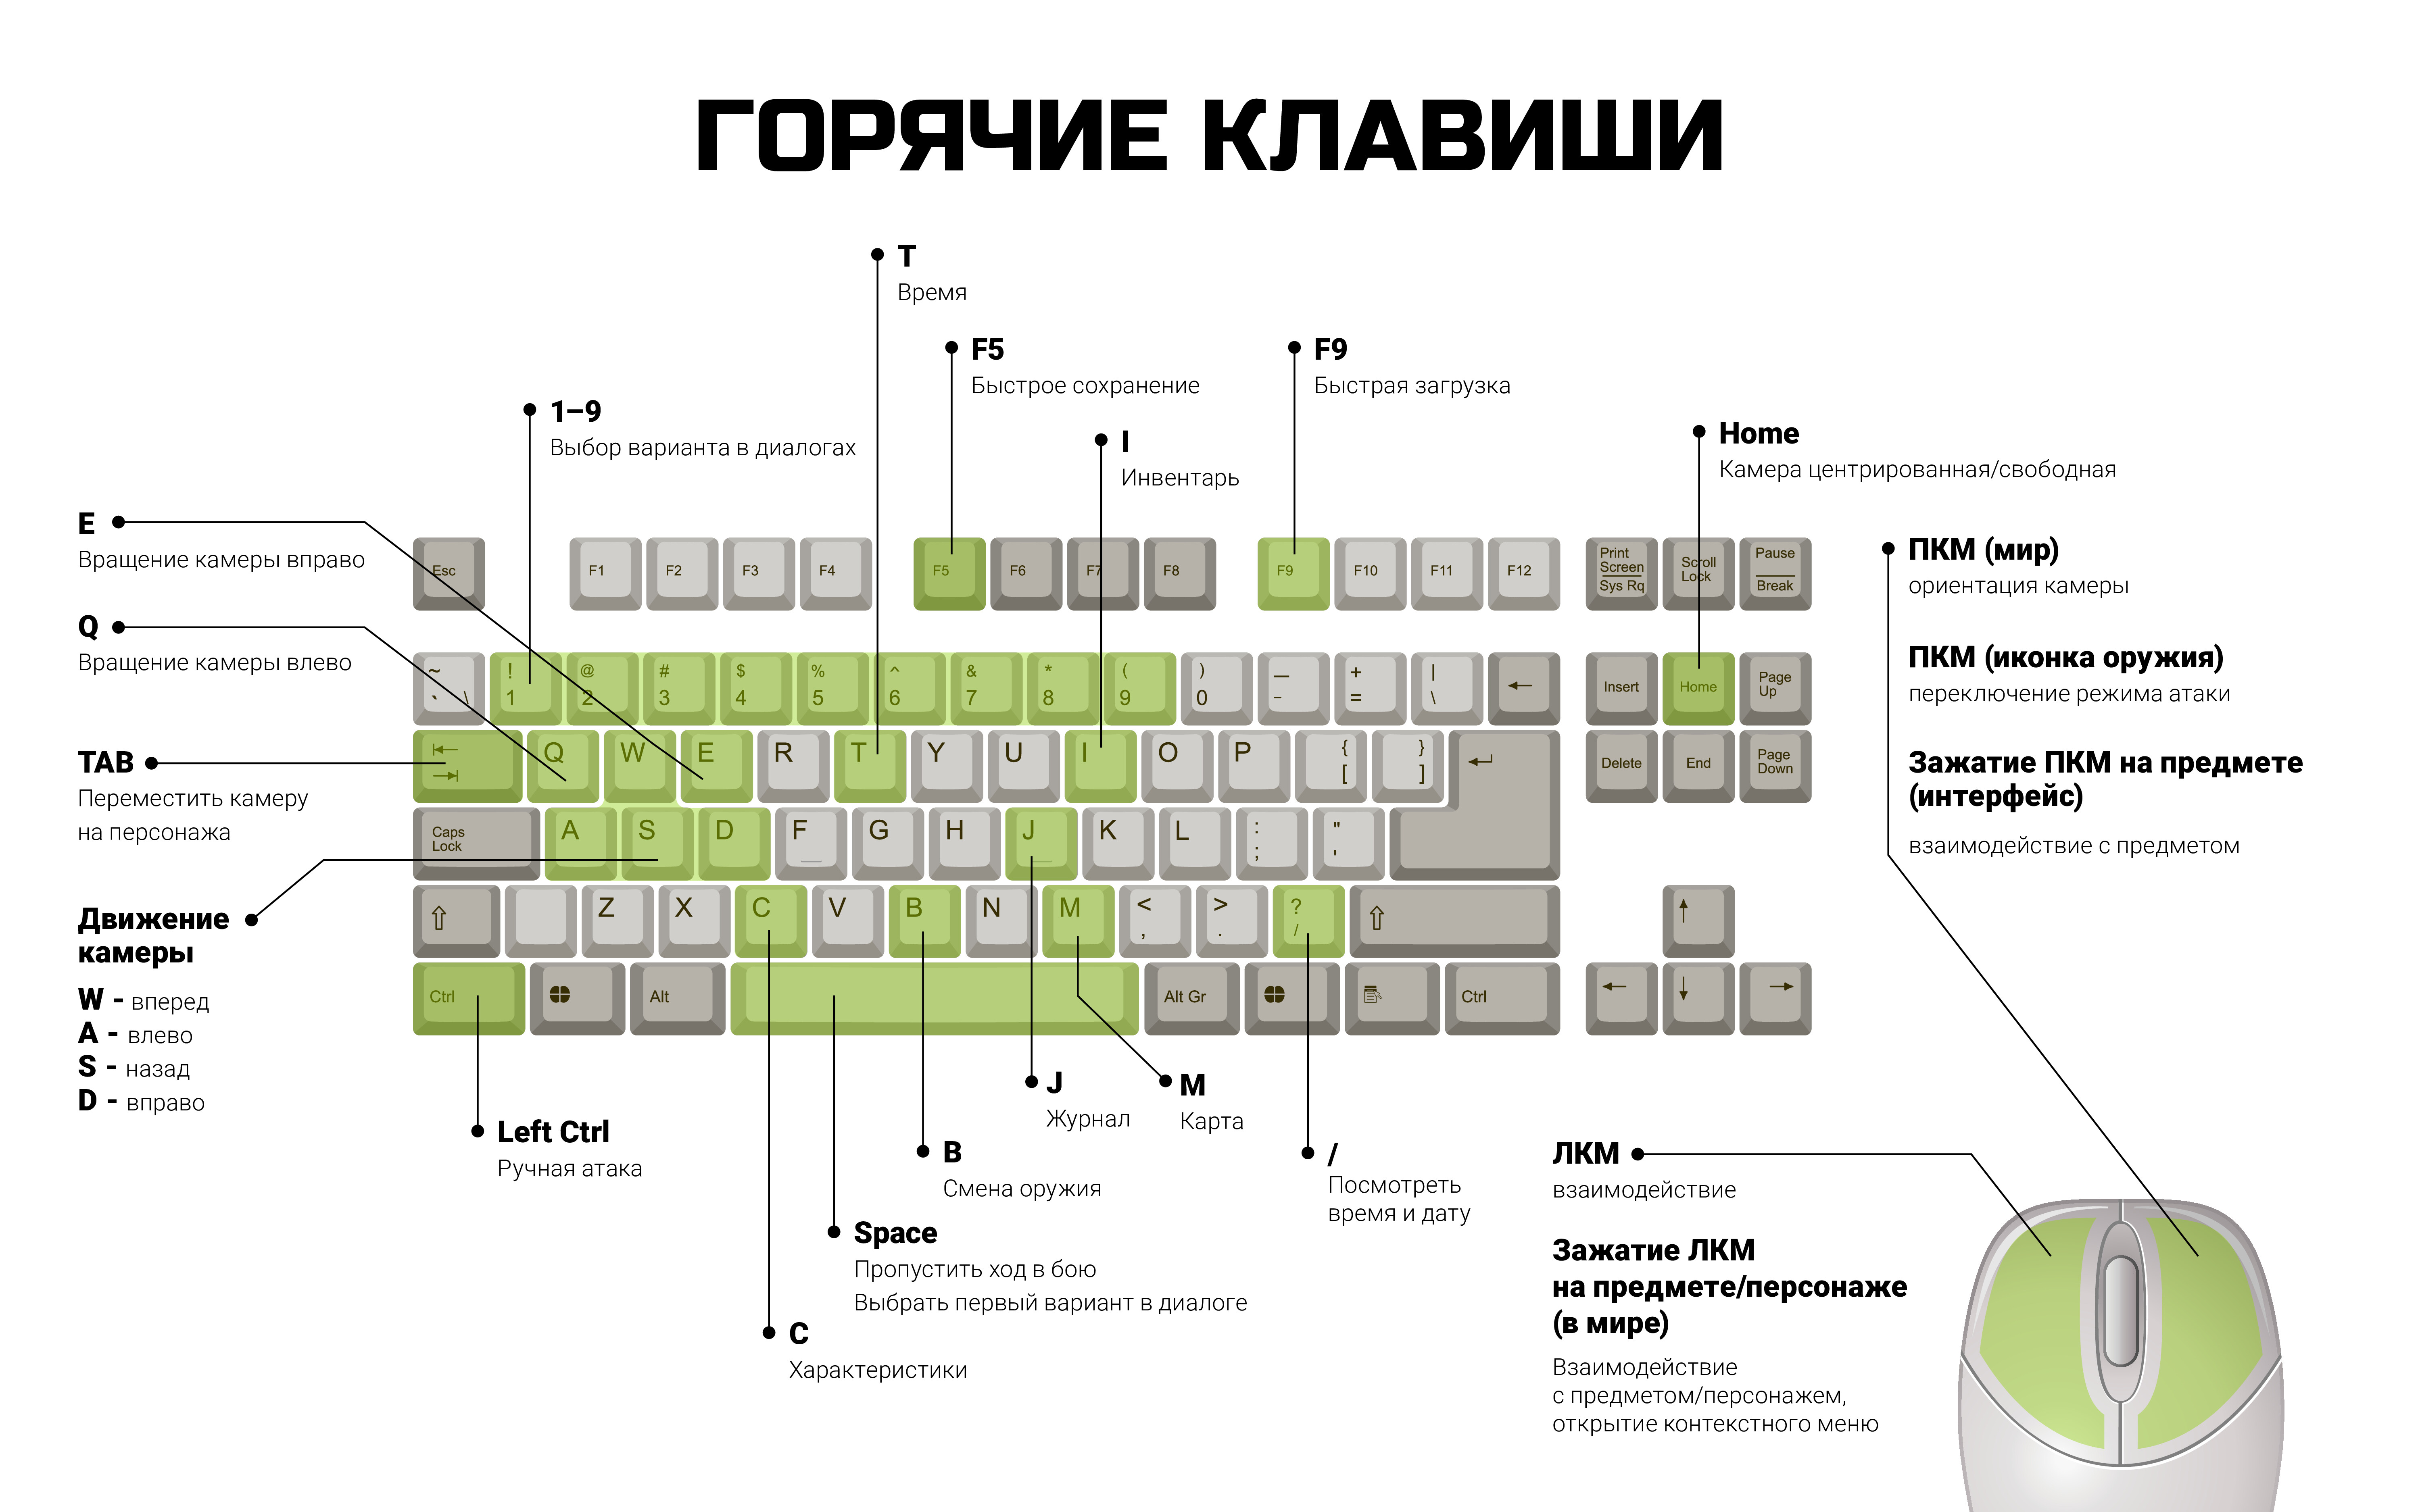 ГОРЯЧИЕ КЛАВИШИ
T
Время
F5
Быстрое сохранение
F9
Быстрая загрузка
1–9
Выбор варианта в диалогах
I
Инвентарь
Home
Камера центрированная/свободная
E
Вращение камеры вправо
Q
Вращение камеры влево
TAB
Переместить камеру
на персонажа
Движение
камеры
W - вперед
A - влево
S - назад
D - вправо
Esc F1 F2 F3 F4 F5 F6 F7 F8 F9 F10 F11 F12
Print
Screen
Sys Rq
Scroll
Lock
Pause
Break
~ ! @ # $ % ^ & * ( ) — + |
` \ 1 2 3 4 5 6 7 8 9 0 - = \ ←
Insert Home Page
Up
Q W E R T Y U I O P { }
[ ]
Delete End Page
Down
Caps
Lock
A S D F G H J K L : "
; '
⇧ Z X C V B N M < > ? ⇧
, . /
↑
Ctrl Alt Alt Gr Ctrl
← ↓ →
ПКМ (мир)
ориентация камеры
ПКМ (иконка оружия)
переключение режима атаки
Зажатие ПКМ на предмете
(интерфейс)
взаимодействие с предметом
Left Ctrl
Ручная атака
J
Журнал
M
Карта
B
Смена оружия
/
Посмотреть
время и дату
Space
Пропустить ход в бою
Выбрать первый вариант в диалоге
C
Характеристики
ЛКМ
взаимодействие
Зажатие ЛКМ
на предмете/персонаже
(в мире)
Взаимодействие
с предметом/персонажем,
открытие контекстного меню